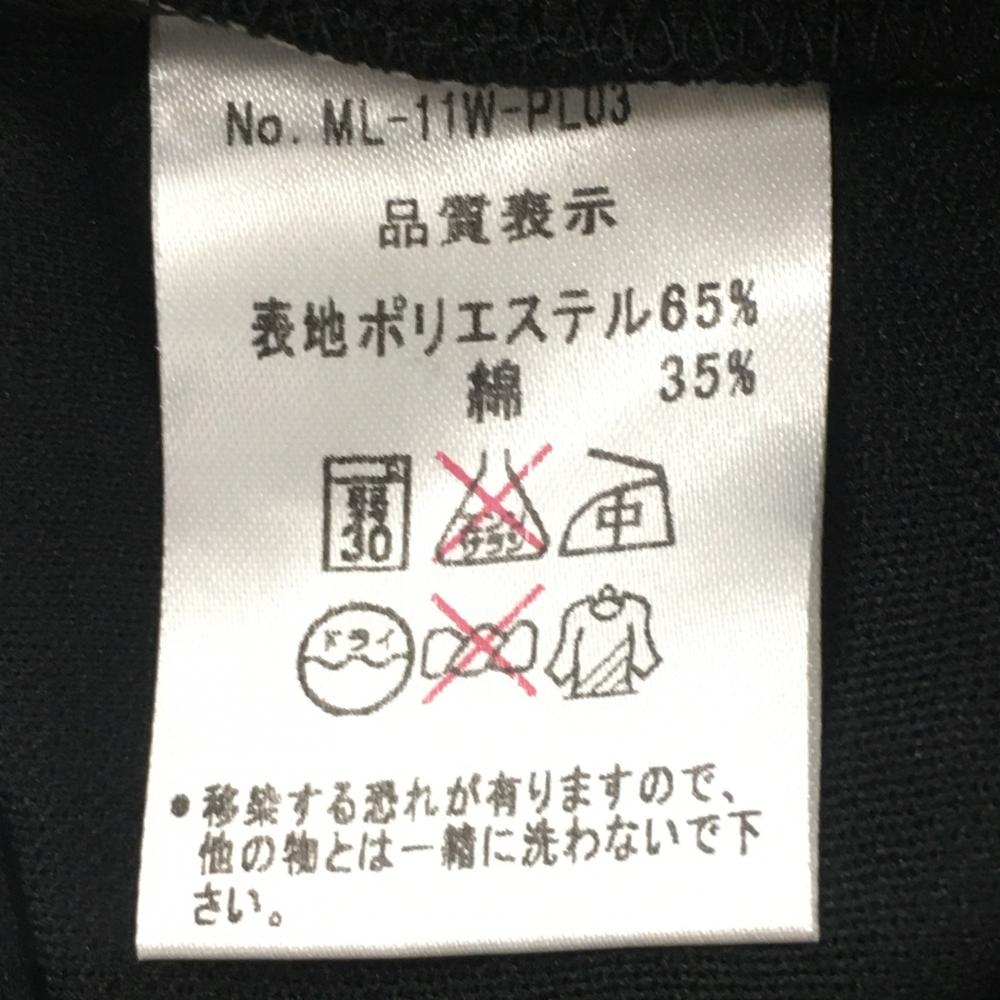 No. ML-11W-PL03
品質表示
表地ポリエステル65%
綿 35%
弱
30
エンソ
サラシ
中
ドライ
•移染する恐れが有りますので、
他の物とは一緒に洗わないで下
さい。